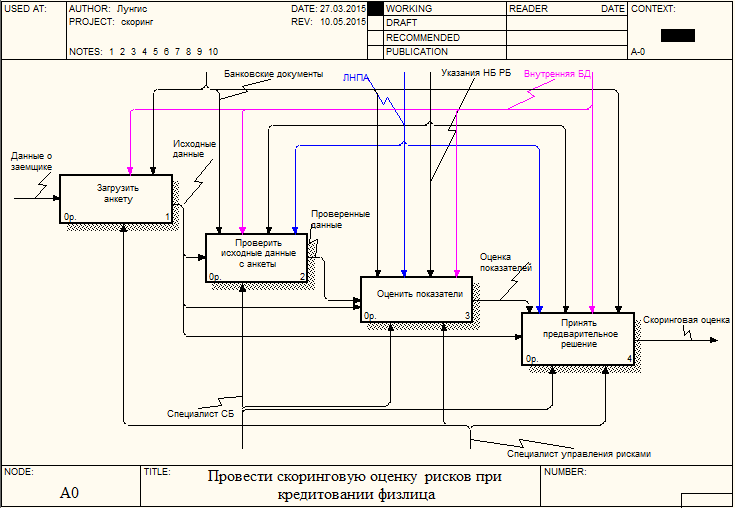 USED AT:
AUTHOR: Лунгис
DATE: 27.03.2015
PROJECT: скоринг
REV: 10.05.2015
NOTES: 1 2 3 4 5 6 7 8 9 10
WORKING
DRAFT
RECOMMENDED
PUBLICATION
READER
DATE
CONTEXT:
A-0
Банковские документы
ЛНПА
Указания НБ РБ
Внутренняя БД
Данные о
заемщике
Исходные
данные
Загрузить
анкету
0р.
1
Проверенные
данные
Проверить
исходные данные
с анкеты
0р.
2
Оценка
показателей
Оценить показатели
0р.
3
Принять
предварительное
решение
0р.
4
Скоринговая оценка
Специалист СБ
Специалист управления рисками
NODE:
A0
TITLE:
Провести скоринговую оценку рисков при
кредитовании физлица
NUMBER: